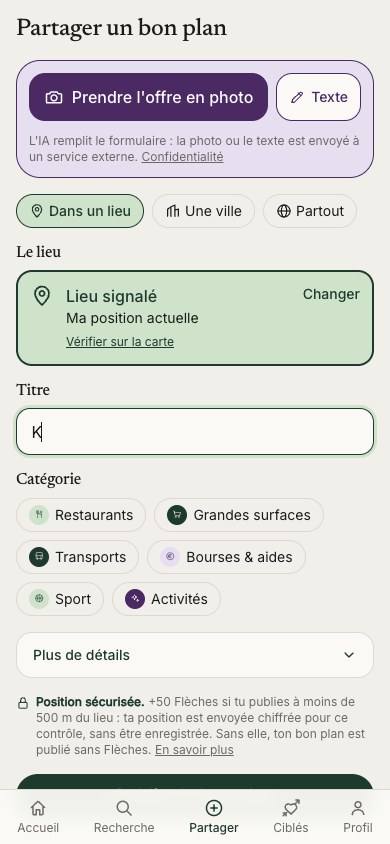 Partager un bon plan
Prendre l'offre en photo
Texte
L'IA remplit le formulaire : la photo ou le texte est envoyé à
un service externe. Confidentialité
Dans un lieu
Une ville
Partout
Le lieu
Lieu signalé
Changer
Ma position actuelle
Vérifier sur la carte
Titre
K
Catégorie
Restaurants
Grandes surfaces
Transports
Bourses & aides
Sport
Activités
Plus de détails
Position sécurisée. +50 Flèches si tu publies à moins de
500 m du lieu : ta position est envoyée chiffrée pour ce
contrôle, sans être enregistrée. Sans elle, ton bon plan est
publié sans Flèches. En savoir plus
Accueil
Recherche
Partager
Ciblés
Profil